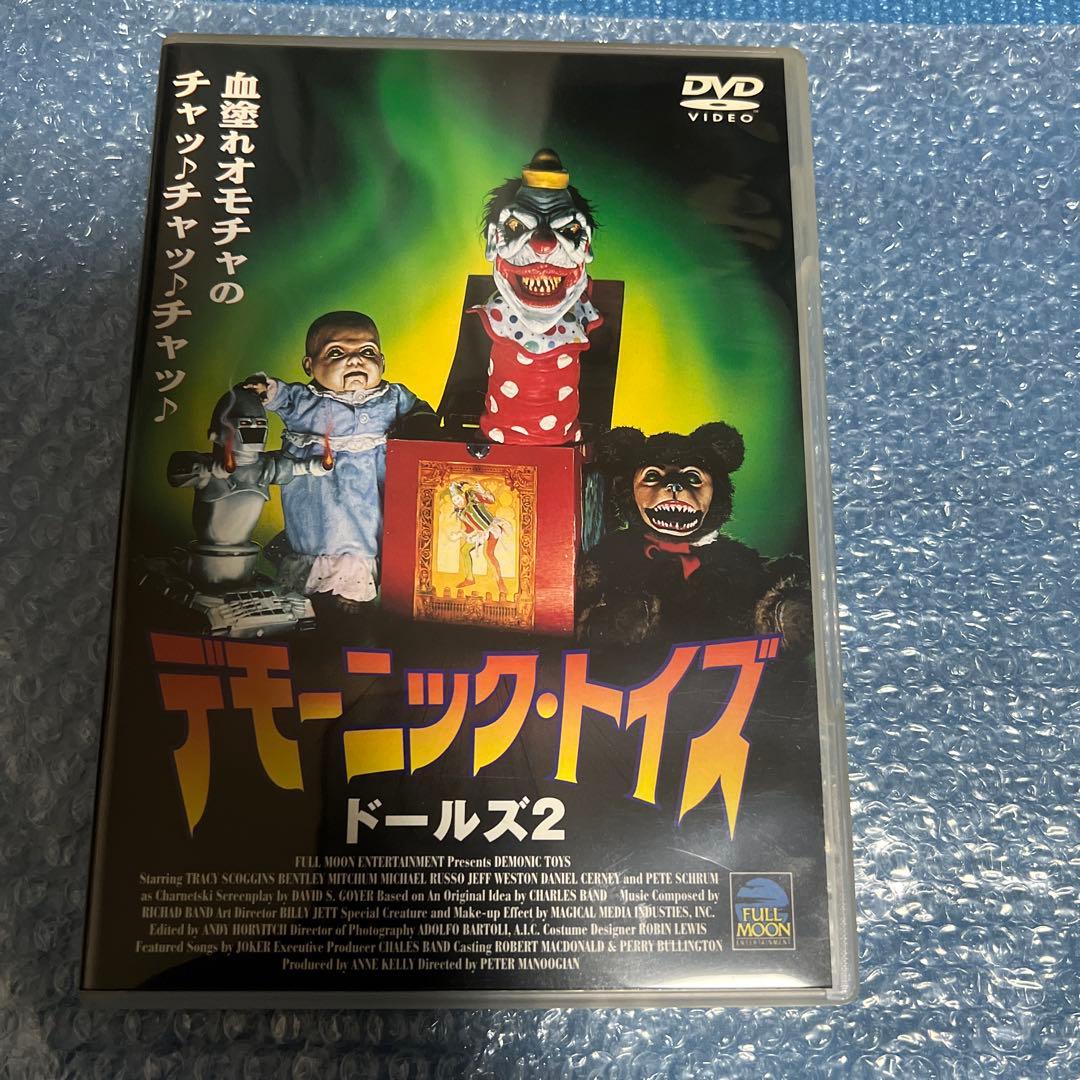 血塗れオモチャの
チャッ♪チャッ♪チャッ♪
DVD
VIDEO
デモーニック・トイズ
ドールズ2
FULL MOON ENTERTAINMENT Presents DEMONIC TOYS
Starring TRACY SCOGGINS BENTLEY MITCHUM MICHAEL RUSSO JEFF WESTON DANIEL CERNEY and PETE SCHRUM
as Charnetski Screenplay by DAVID S. GOYER Based on An Original Idea by CHARLES BAND Music Composed by
RICHAD BAND Art Director BILLY JETT Special Creature and Make-up Effect by MAGICAL MEDIA INDUSTIES, INC.
Edited by ANDY HORVITCH Director of Photography ADOLFO BARTOLI, A.I.C. Costume Designer ROBIN LEWIS
Featured Songs by JOKER Executive Producer CHALES BAND Casting ROBERT MACDONALD & PERRY BULLINGTON
Produced by ANNE KELLY Directed by PETER MANOOGIAN
FULL
MOON
ENTERTAINMENT